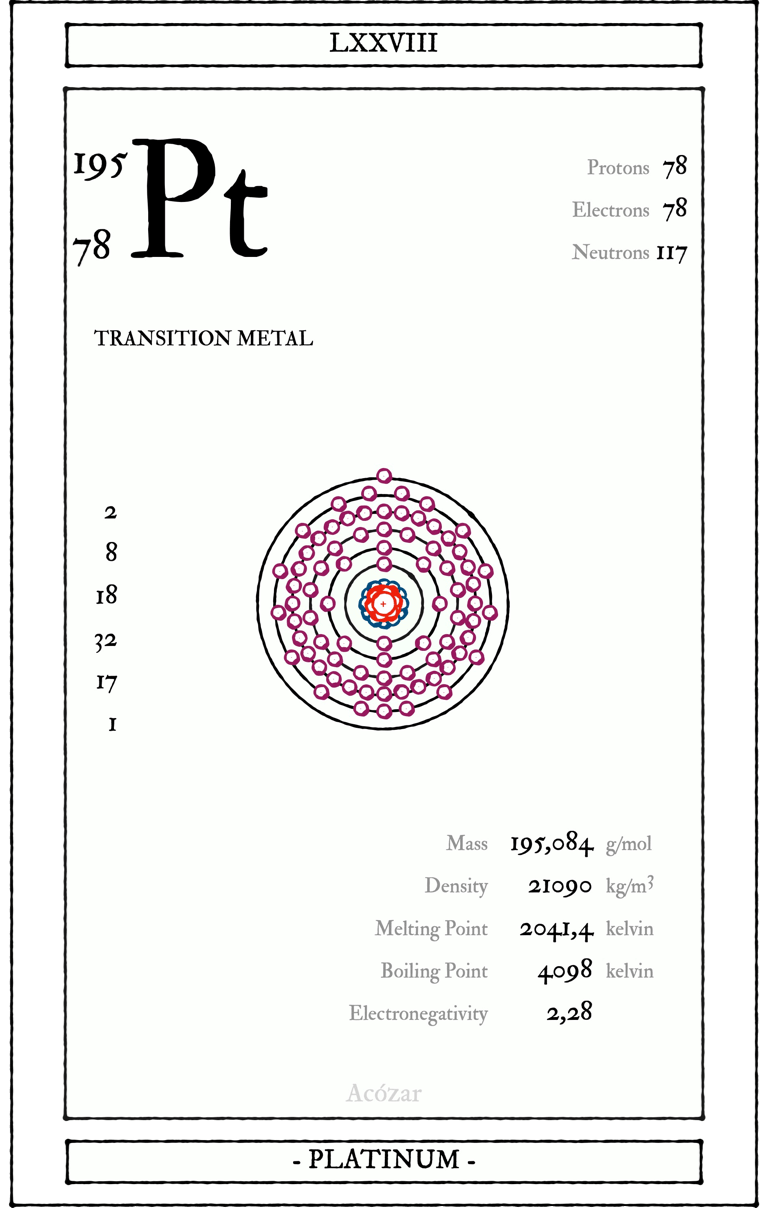 LXXVIII
195
78
Pt
Protons 78
Electrons 78
Neutrons 117
TRANSITION METAL
2
8
18
32
17
1
+
Mass 195,084 g/mol
Density 21090 kg/m³
Melting Point 2041,4 kelvin
Boiling Point 4098 kelvin
Electronegativity 2,28
Acózar
- PLATINUM -